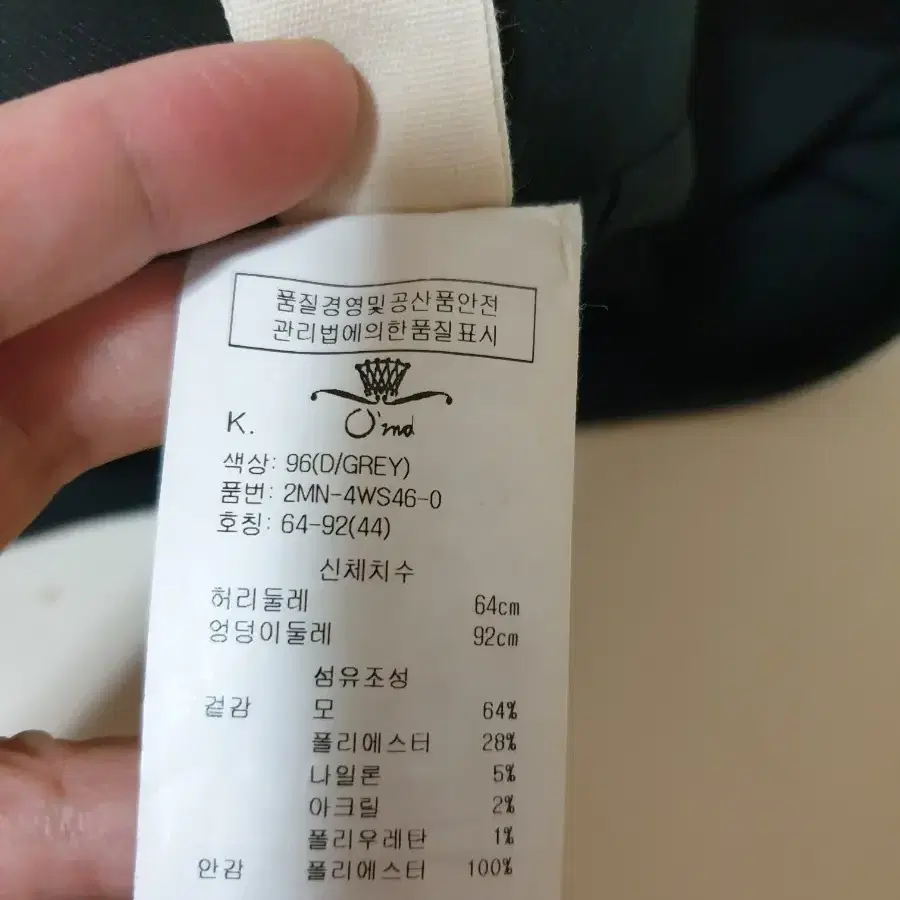 품질경영및공산품안전
관리법에의한품질표시
K.
O'2nd
색상: 96(D/GREY)
품번: 2MN-4WS46-0
호칭: 64-92(44)
신체치수
허리둘레 64cm
엉덩이둘레 92cm
섬유조성
겉감 모 64%
폴리에스터 28%
나일론 5%
아크릴 2%
폴리우레탄 1%
안감 폴리에스터 100%